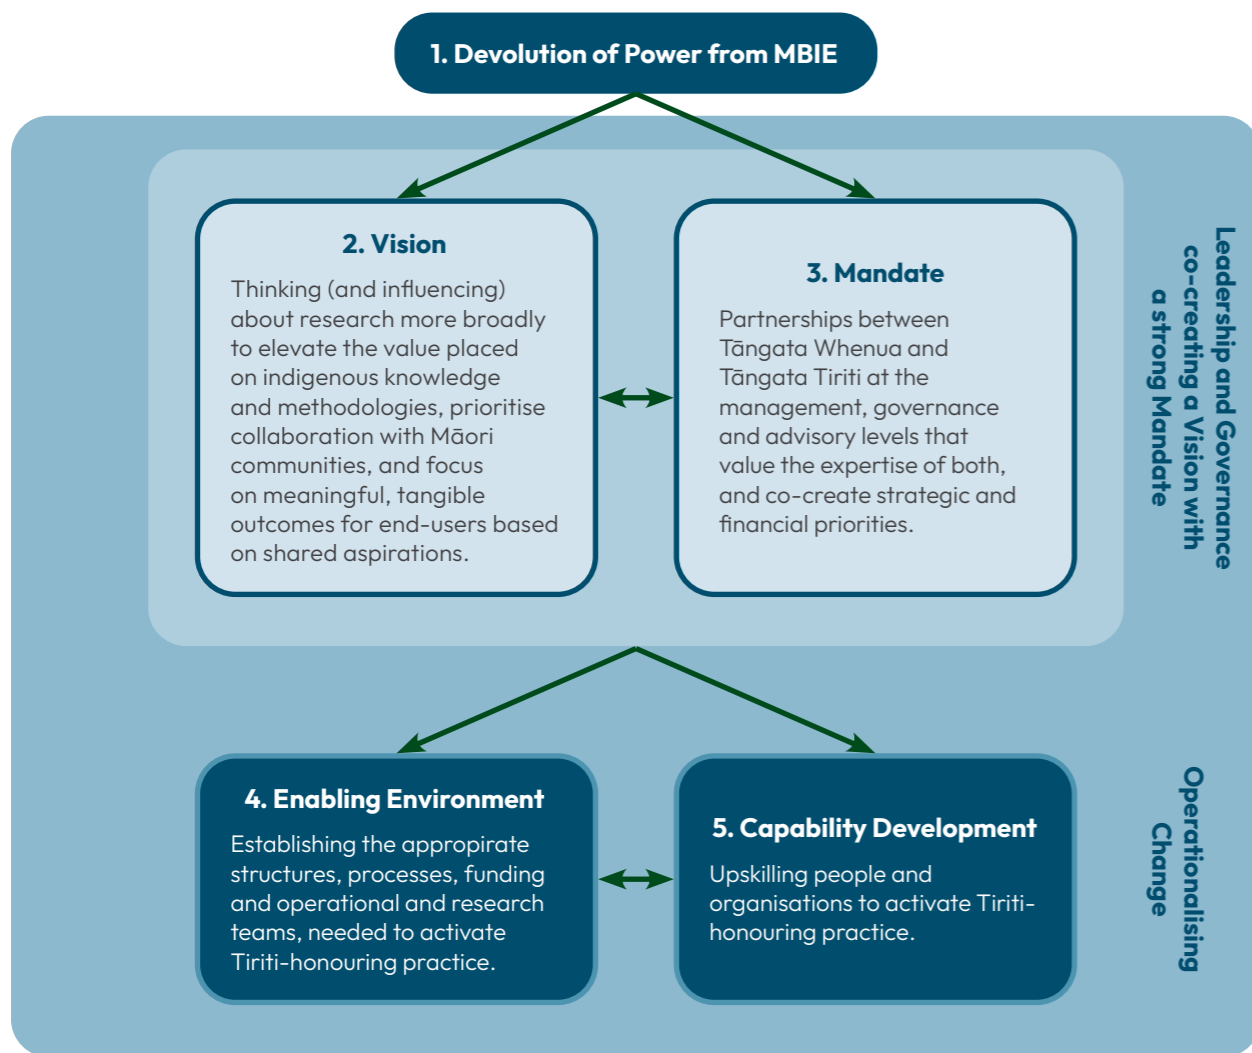 1. Devolution of Power from MBIE
2. Vision
Thinking (and influencing)
about research more broadly
to elevate the value placed
on indigenous knowledge
and methodologies, prioritise
collaboration with Māori
communities, and focus
on meaningful, tangible
outcomes for end-users based
on shared aspirations.
3. Mandate
Partnerships between
Tāngata Whenua and
Tāngata Tiriti at the
management, governance
and advisory levels that
value the expertise of both,
and co-create strategic and
financial priorities.
Leadership and Governance
co-creating a Vision with
a strong Mandate
4. Enabling Environment
Establishing the appropirate
structures, processes, funding
and operational and research
teams, needed to activate
Tiriti-honouring practice.
5. Capability Development
Upskilling people and
organisations to activate Tiriti-
honouring practice.
Operationalising
Change